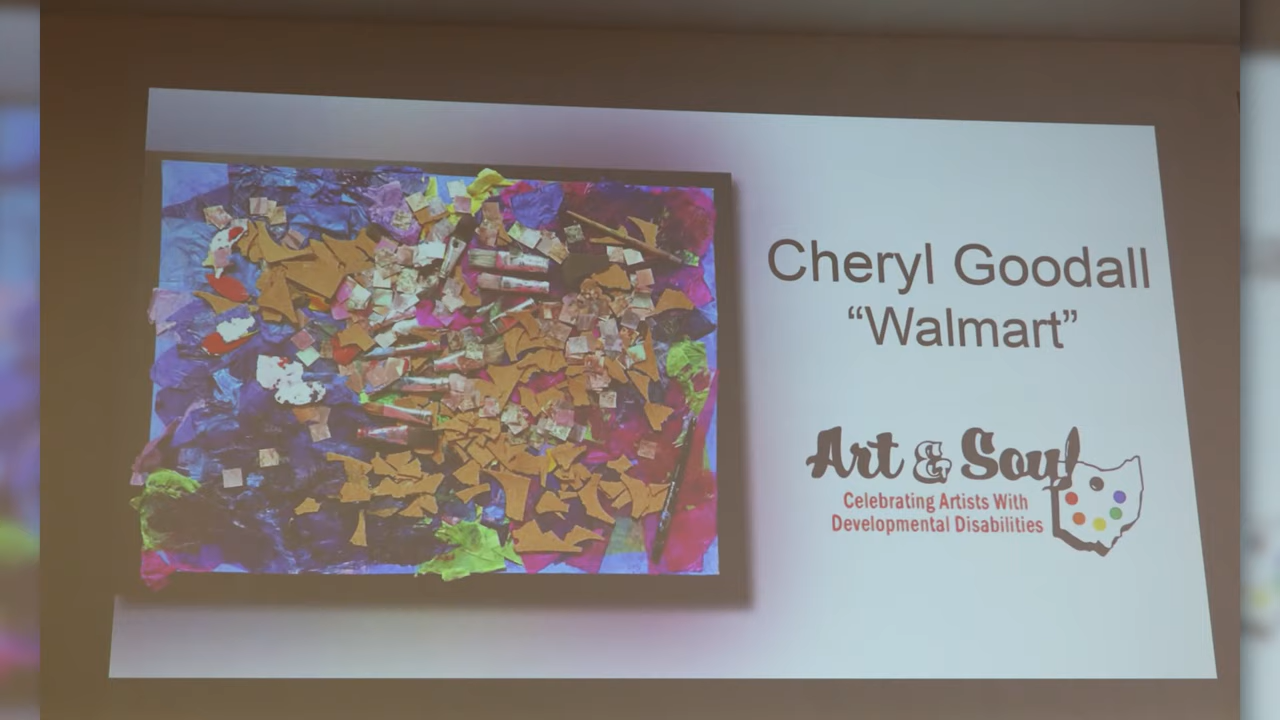 Cheryl Goodall
“Walmart”
Art & Soul
Celebrating Artists With
Developmental Disabilities